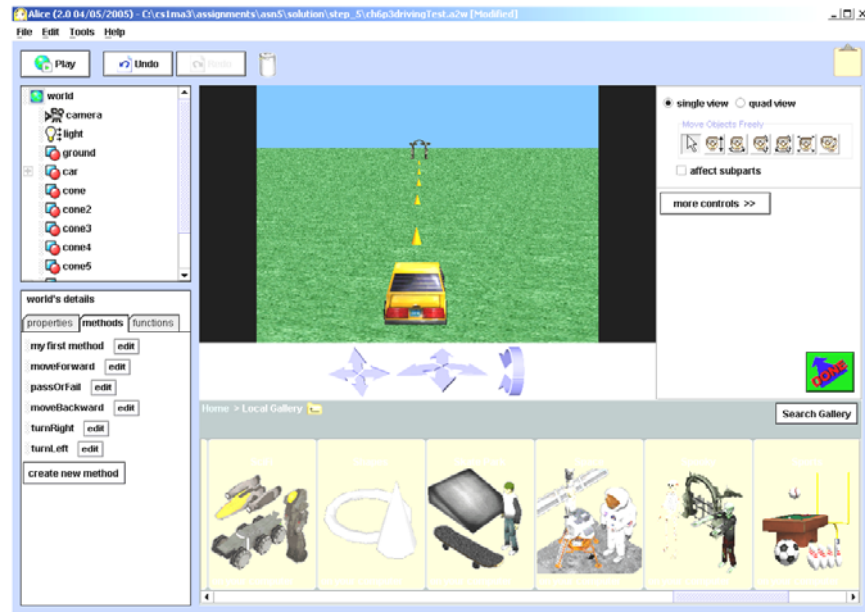 Alice (2.0 04/05/2005) - C:\cs1ma3\assignments\asn5\solution\step_5\ch6p3drivingTest.a2w [Modified]
File Edit Tools Help
Play Undo Redo
world
camera
light
ground
car
cone
cone2
cone3
cone4
cone5
single view quad view
Move Objects Freely
affect subparts
more controls >>
world's details
properties methods functions
my first method edit
moveForward edit
passOrFail edit
moveBackward edit
turnRight edit
turnLeft edit
create new method
DONE
Home > Local Gallery
Search Gallery